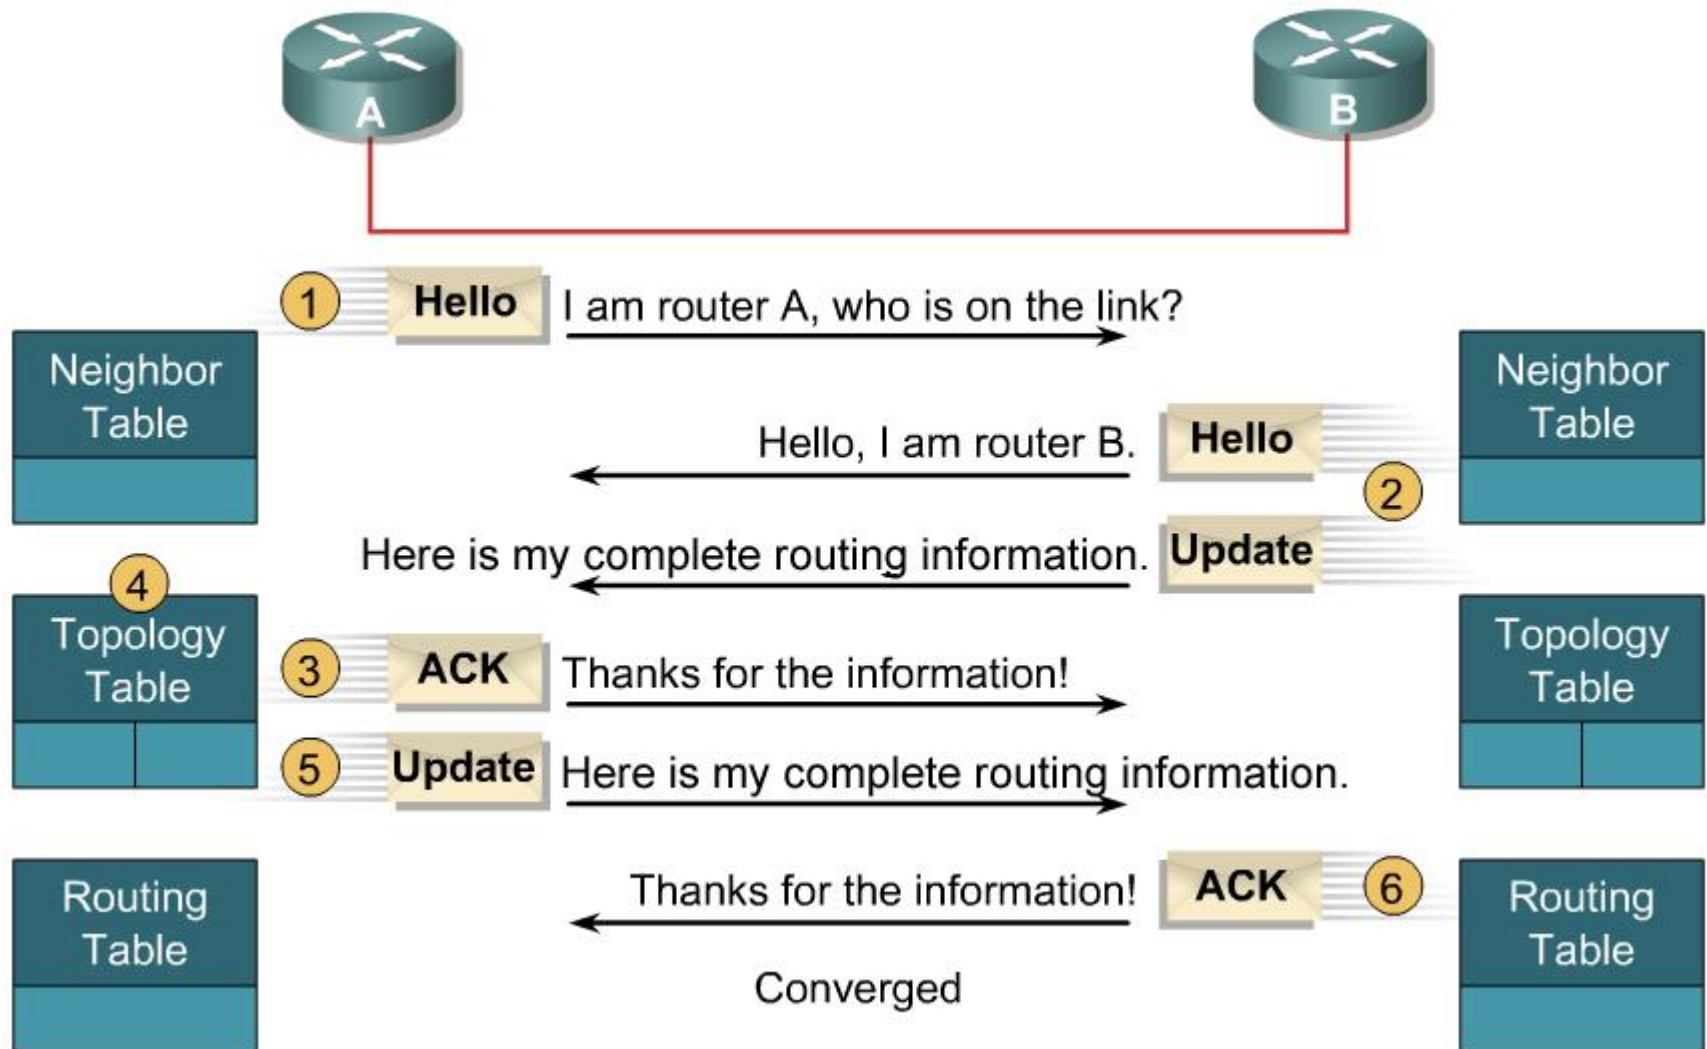 A
B
1
Hello
I am router A, who is on the link?
Neighbor
Table
Neighbor
Table
Hello, I am router B.
Hello
2
Here is my complete routing information.
Update
4
Topology
Table
Topology
Table
3
ACK
Thanks for the information!
5
Update
Here is my complete routing information.
Routing
Table
Thanks for the information!
ACK
6
Routing
Table
Converged